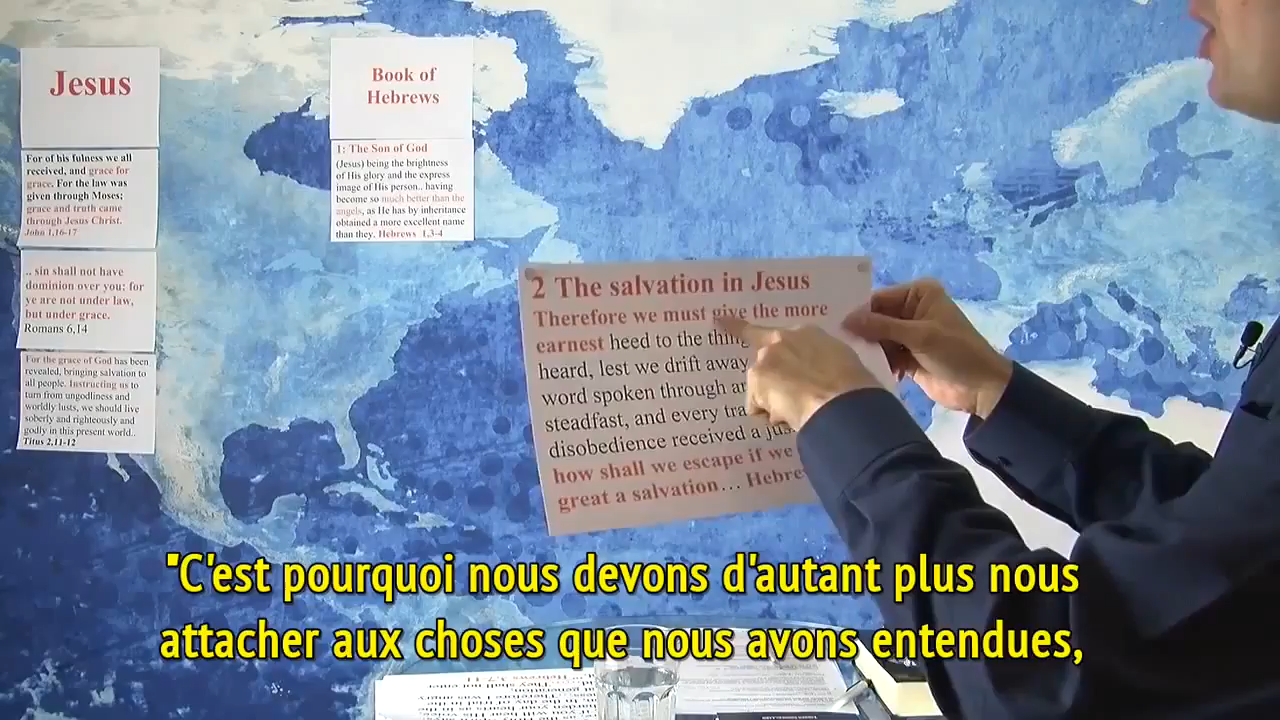 Jesus
For of his fulness we all
received, and grace for
grace. For the law was
given through Moses;
grace and truth came
through Jesus Christ.
John 1,16-17
.. sin shall not have
dominion over you: for
ye are not under law,
but under grace.
Romans 6,14
For the grace of God has been
revealed, bringing salvation to
all people. Instructing us to
turn from ungodliness and
worldly lusts, we should live
soberly and righteously and
godly in this present world..
Titus 2,11-12
Book of
Hebrews
1: The Son of God
(Jesus) being the brightness
of His glory and the express
image of His person.. having
become so much better than the
angels, as He has by inheritance
obtained a more excellent name
than they. Hebrews 1,3-4
2 The salvation in Jesus
Therefore we must give the more
earnest heed to the
heard, lest we drift away
word spoken through
steadfast, and every
disobedience received a
how shall we escape if we
great a salvation…
"C'est pourquoi nous devons d'autant plus nous
attacher aux choses que nous avons entendues,